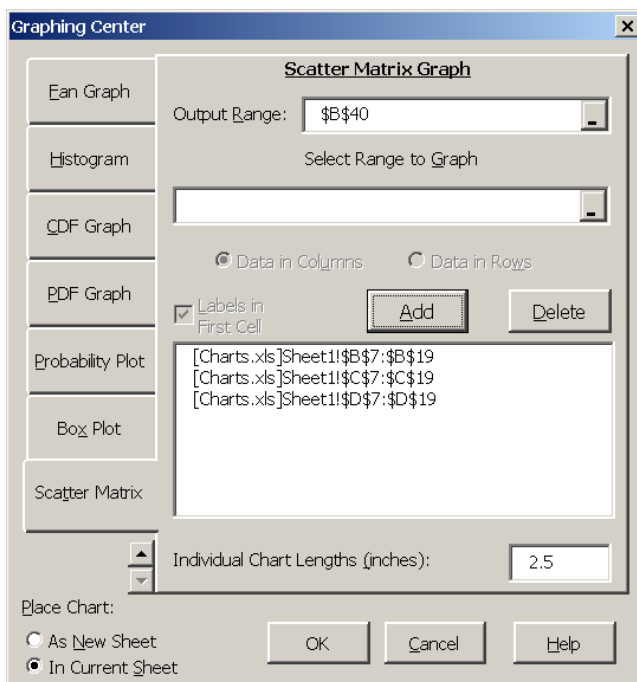 Graphing Center
Fan Graph
Histogram
CDF Graph
PDF Graph
Probability Plot
Box Plot
Scatter Matrix
Scatter Matrix Graph
Output Range: $B$40
Select Range to Graph
Data in Columns Data in Rows
Labels in
First Cell
Add Delete
[Charts.xls]Sheet1!$B$7:$B$19
[Charts.xls]Sheet1!$C$7:$C$19
[Charts.xls]Sheet1!$D$7:$D$19
Individual Chart Lengths (inches): 2.5
Place Chart:
As New Sheet
In Current Sheet
OK Cancel Help